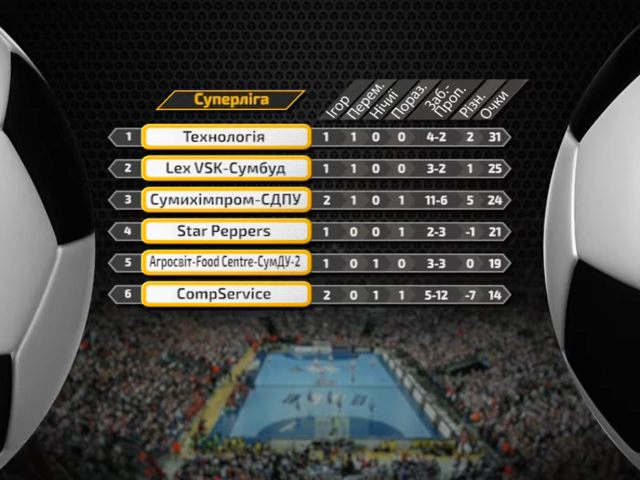 Суперліга
Ігор Перем. Нічиї Пораз. Заб.-Проп. Різн. Очки
1 Технологія 1 1 0 0 4-2 2 31
2 Lex VSK-Сумбуд 1 1 0 0 3-2 1 25
3 Сумихімпром-СДПУ 2 1 0 1 11-6 5 24
4 Star Peppers 1 0 0 1 2-3 -1 21
5 Агросвіт-Food Centre-СумДУ-2 1 0 1 0 3-3 0 19
6 CompService 2 0 1 1 5-12 -7 14